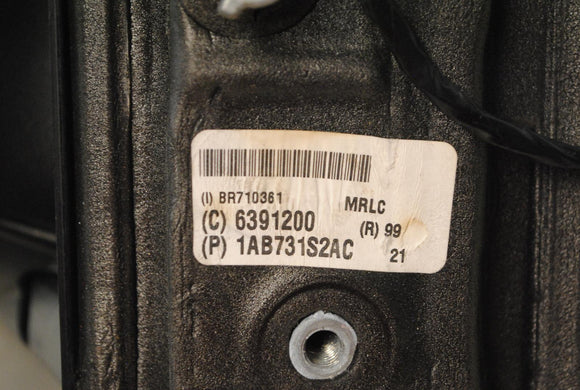 (I) BR710361 MRLC
(C) 6391200 (R) 99
(P) 1AB731S2AC 21